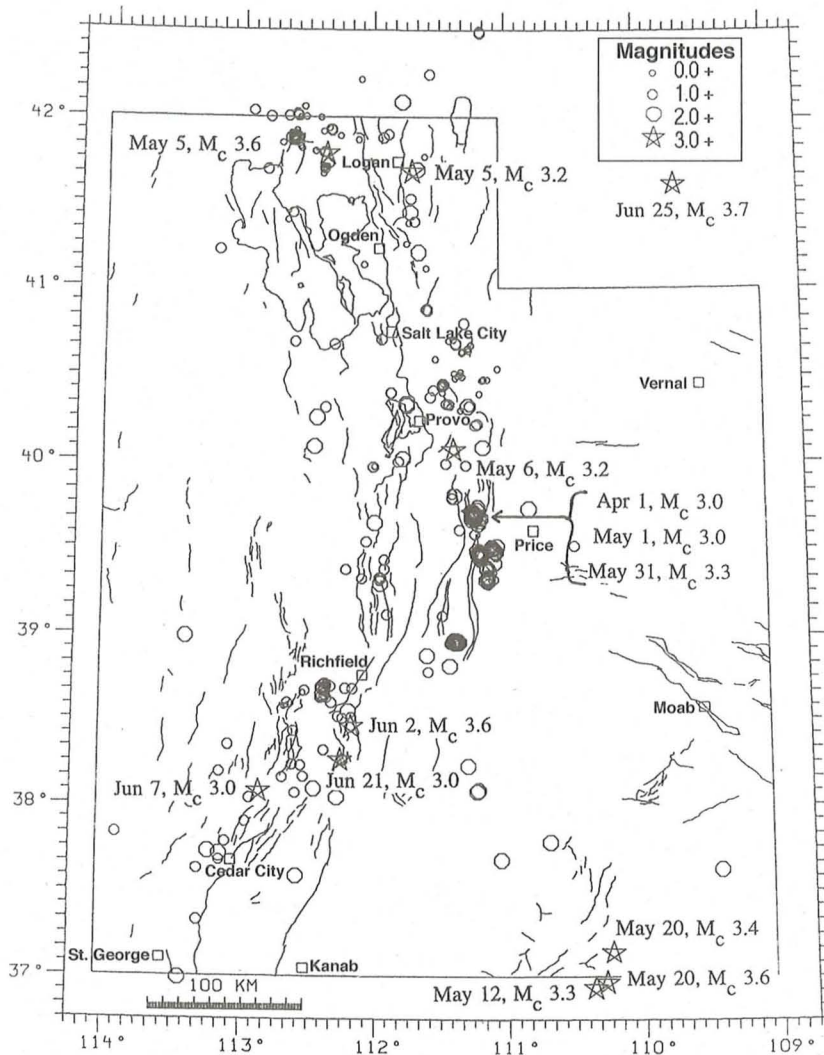 Magnitudes
0.0 +
1.0 +
2.0 +
3.0 +
42°
May 5, Mc 3.6
Logan
May 5, Mc 3.2
Jun 25, Mc 3.7
Ogden
41°
Salt Lake City
Vernal
Provo
40°
May 6, Mc 3.2
Apr 1, Mc 3.0
May 1, Mc 3.0
Price
May 31, Mc 3.3
39°
Richfield
Moab
Jun 2, Mc 3.6
Jun 7, Mc 3.0
Jun 21, Mc 3.0
38°
Cedar City
May 20, Mc 3.4
St. George
37°
Kanab
May 20, Mc 3.6
May 12, Mc 3.3
100 KM
114° 113° 112° 111° 110° 109°